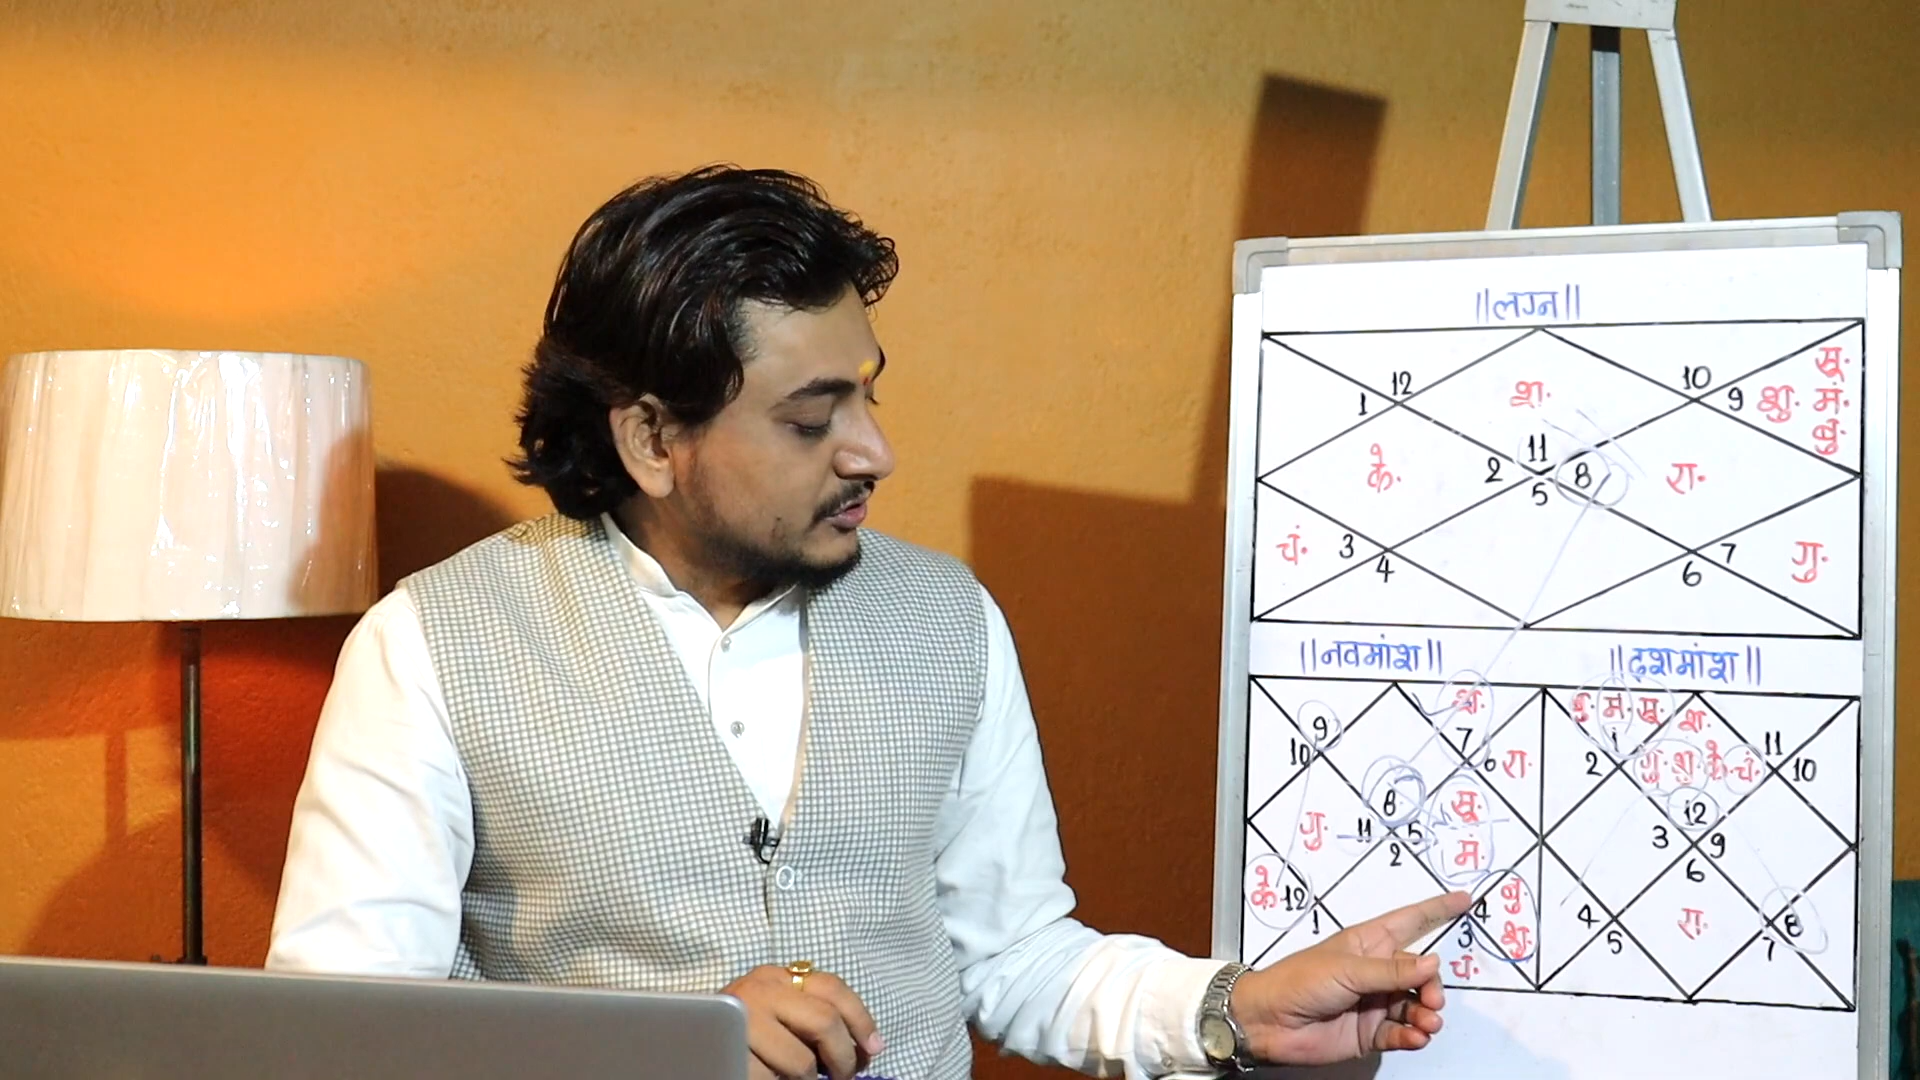 ||लग्न||
12 श. 10 सू.
1 9 शु. मं.
बु.
के. 2 11 8 रा.
5
चं. 3 7 गु.
4 6
||नवमांश||
श.
9 7
10 6 रा.
8 सू.
गु. 11 5
2 मं.
के. 12 4 बु.
1 3 शु.
चं.
||दशमांश||
बु. मं. सू. श.
1 11
2 गु. शु. के. चं. 10
12
3 9
6
4 रा. 8
5 7